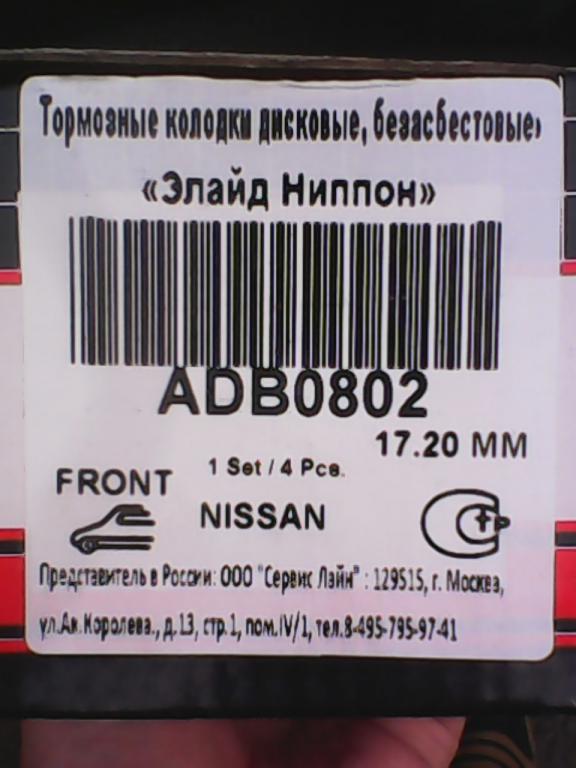 Тормозные колодки дисковые, безасбестовые,
«Элайд Ниппон»
ADB0802
17.20 MM
1 Set / 4 Pcs.
FRONT
NISSAN
Представитель в России: ООО "Сервис Лайн" : 129515, г. Москва,
ул.Ак.Королева., д.13, стр.1, пом.IV/1, тел.8-495-795-97-41